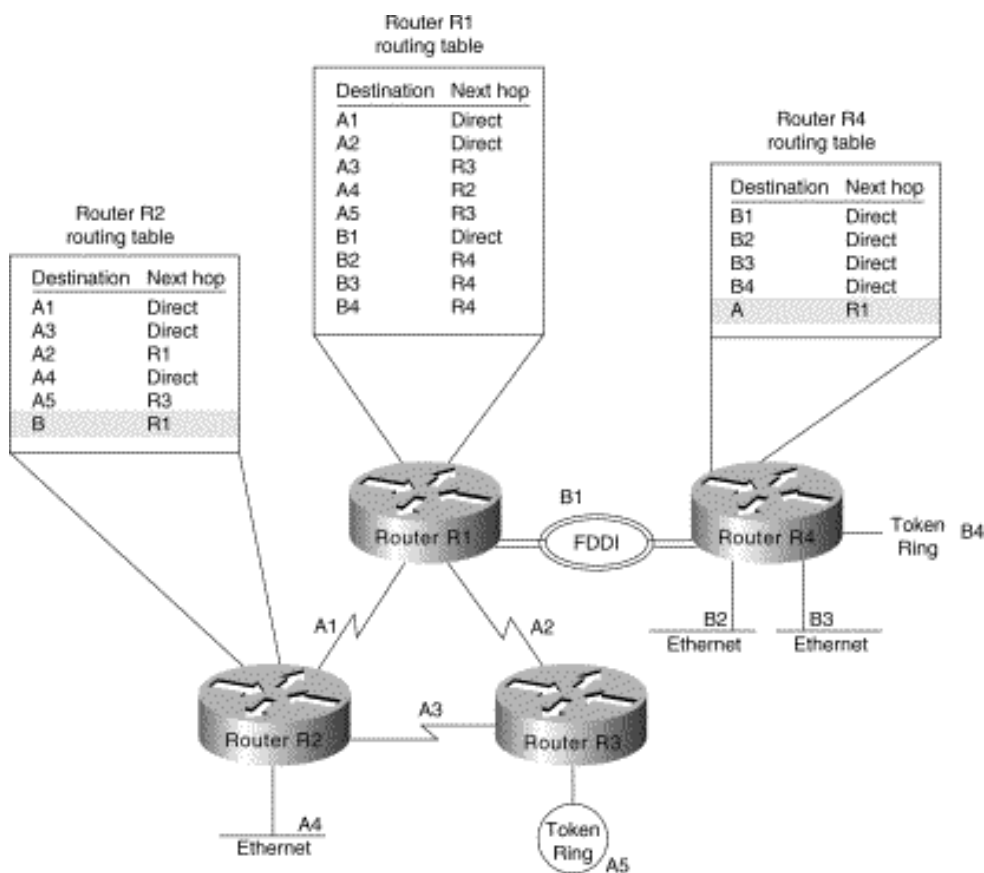 Router R1
routing table
Destination Next hop
A1 Direct
A2 Direct
A3 R3
A4 R2
A5 R3
B1 Direct
B2 R4
B3 R4
B4 R4
Router R4
routing table
Destination Next hop
B1 Direct
B2 Direct
B3 Direct
B4 Direct
A R1
Router R2
routing table
Destination Next hop
A1 Direct
A3 Direct
A2 R1
A4 Direct
A5 R3
B R1
Router R1
B1
FDDI
Router R4
Token
Ring
B4
A1
A2
B2
Ethernet
B3
Ethernet
Router R2
A3
Router R3
A4
Ethernet
Token
Ring
A5